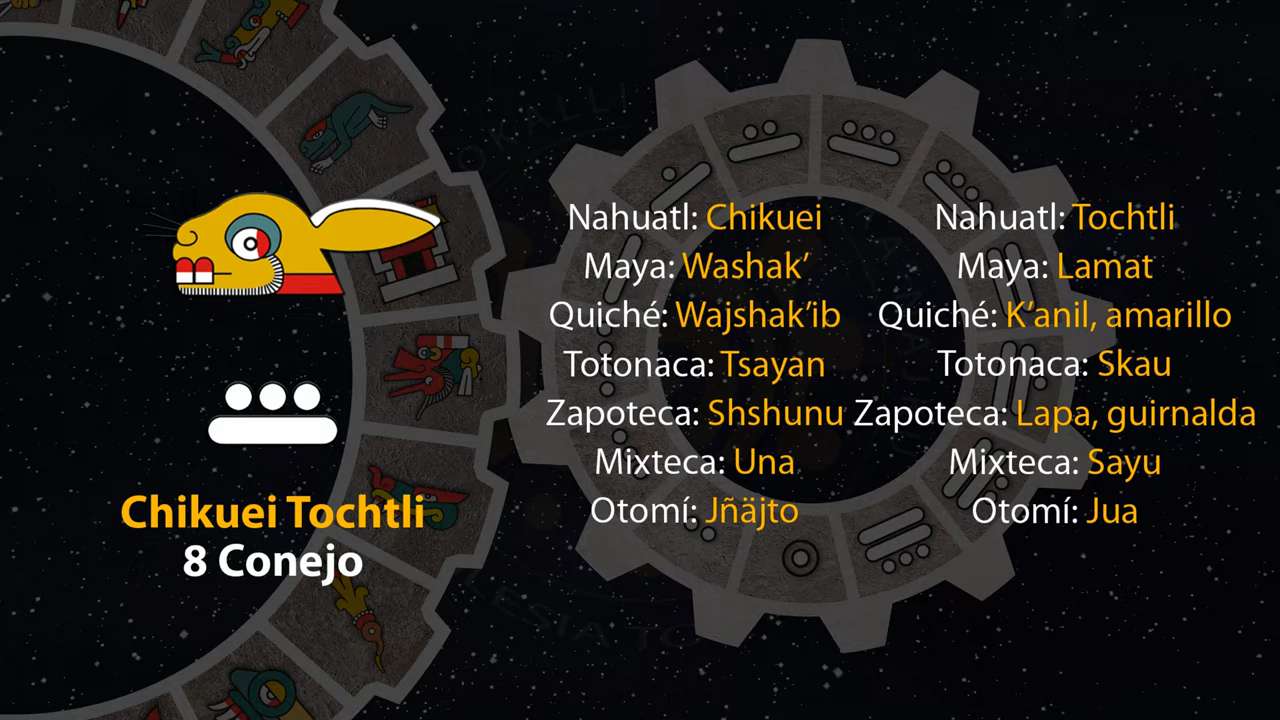 Nahuatl: Chikuei
Maya: Washak’
Quiché: Wajshak’ib
Totonaca: Tsayan
Zapoteca: Shshunu
Mixteca: Una
Otomí: Jñäjto
Nahuatl: Tochtli
Maya: Lamat
Quiché: K’anil, amarillo
Totonaca: Skau
Zapoteca: Lapa, guirnalda
Mixteca: Sayu
Otomí: Jua
Chikuei Tochtli
8 Conejo